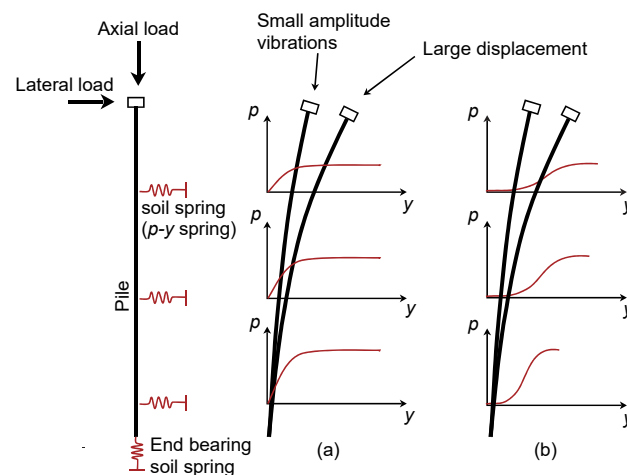 Axial load
Lateral load
soil spring
(p-y spring)
Pile
End bearing
soil spring
Small amplitude
vibrations
Large displacement
p
y
p
y
p
y
(a)
p
y
p
y
p
y
(b)